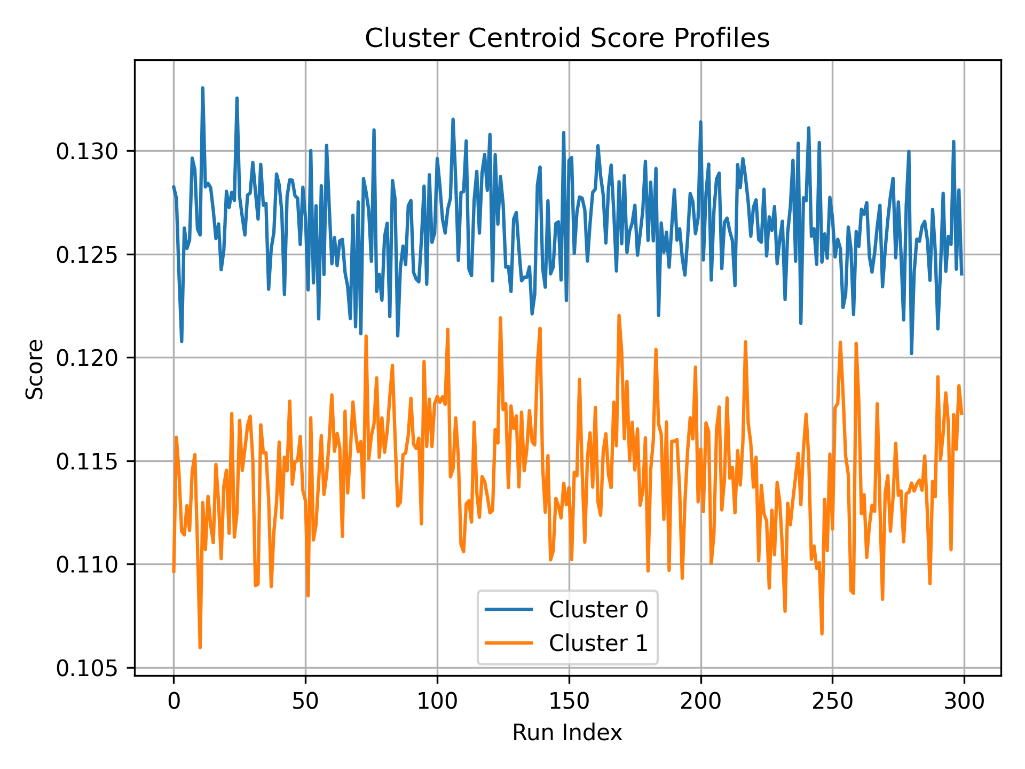 Cluster Centroid Score Profiles
Score
0.130
0.125
0.120
0.115
0.110
0.105
Cluster 0
Cluster 1
0 50 100 150 200 250 300
Run Index